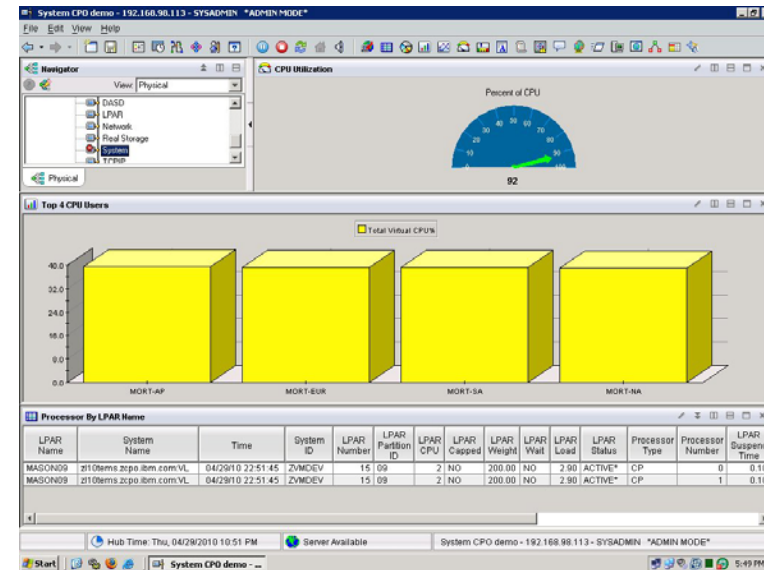 System CPO demo - 192.168.98.113 - SYSADMIN *ADMIN MODE*
File Edit View Help
Navigator
View: Physical
DASD
LPAR
Network
Real Storage
System
TCPIP
Physical
CPU Utilization
Percent of CPU
0 10 20 30 40 50 60 70 80 90 100
92
Top 4 CPU Users
Total Virtual CPU%
40.0
32.0
24.0
16.0
8.0
0.0
MORT-AP MORT-EUR MORT-SA MORT-NA
Processor By LPAR Name
LPAR Name System Name Time System ID LPAR Number LPAR Partition ID LPAR CPU LPAR Capped LPAR Weight LPAR Wait LPAR Load LPAR Status Processor Type Processor Number LPAR Suspend Time
MASON09 zl10tems.zcpo.ibm.com:VL 04/29/10 22:51:45 ZVMDEV 15 09 2 NO 200.00 NO 2.90 ACTIVE* CP 0 0.10
MASON09 zl10tems.zcpo.ibm.com:VL 04/29/10 22:51:45 ZVMDEV 15 09 2 NO 200.00 NO 2.90 ACTIVE* CP 1 0.1
Hub Time: Thu, 04/29/2010 10:51 PM Server Available System CPO demo - 192.168.98.113 - SYSADMIN *ADMIN MODE*
Start System CPO demo - ... 5:49 PM